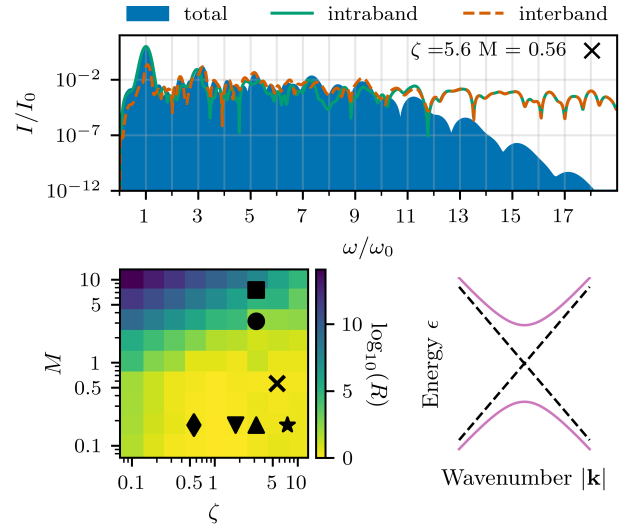 total intraband interband
ζ =5.6 M = 0.56
I/I₀
10⁻²
10⁻⁷
10⁻¹²
1 3 5 7 9 11 13 15 17
ω/ω₀
M
10
5
1
0.5
0.1
0.1 0.5 1 5 10
ζ
10
5
0
log₁₀(R)
Energy ϵ
Wavenumber |k|